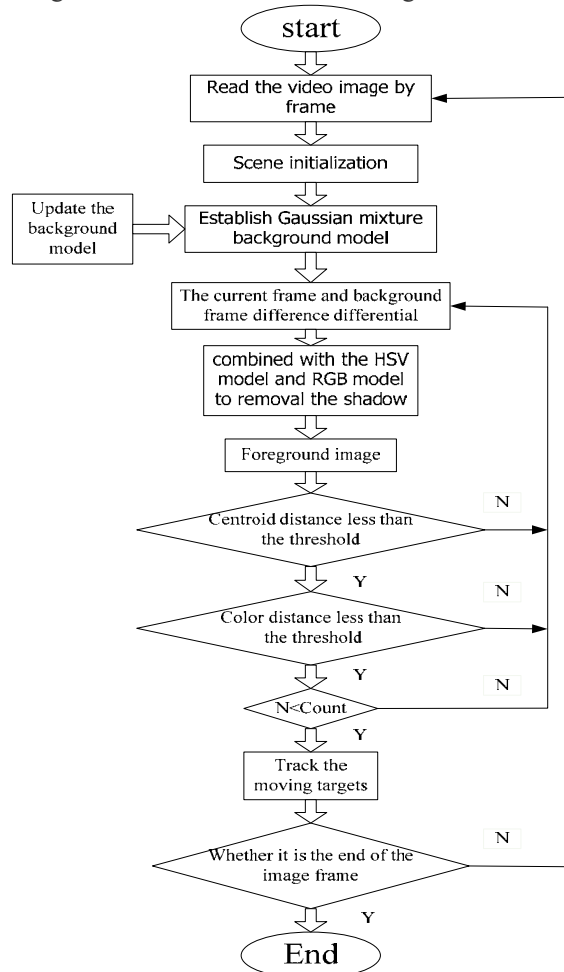 start
Read the video image by
frame
Scene initialization
Update the
background
model
Establish Gaussian mixture
background model
The current frame and background
frame difference differential
combined with the HSV
model and RGB model
to removal the shadow
Foreground image
N
Centroid distance less than
the threshold
Y
N
Color distance less than
the threshold
Y
N
N<Count
Y
Track the
moving targets
N
Whether it is the end of the
image frame
Y
End